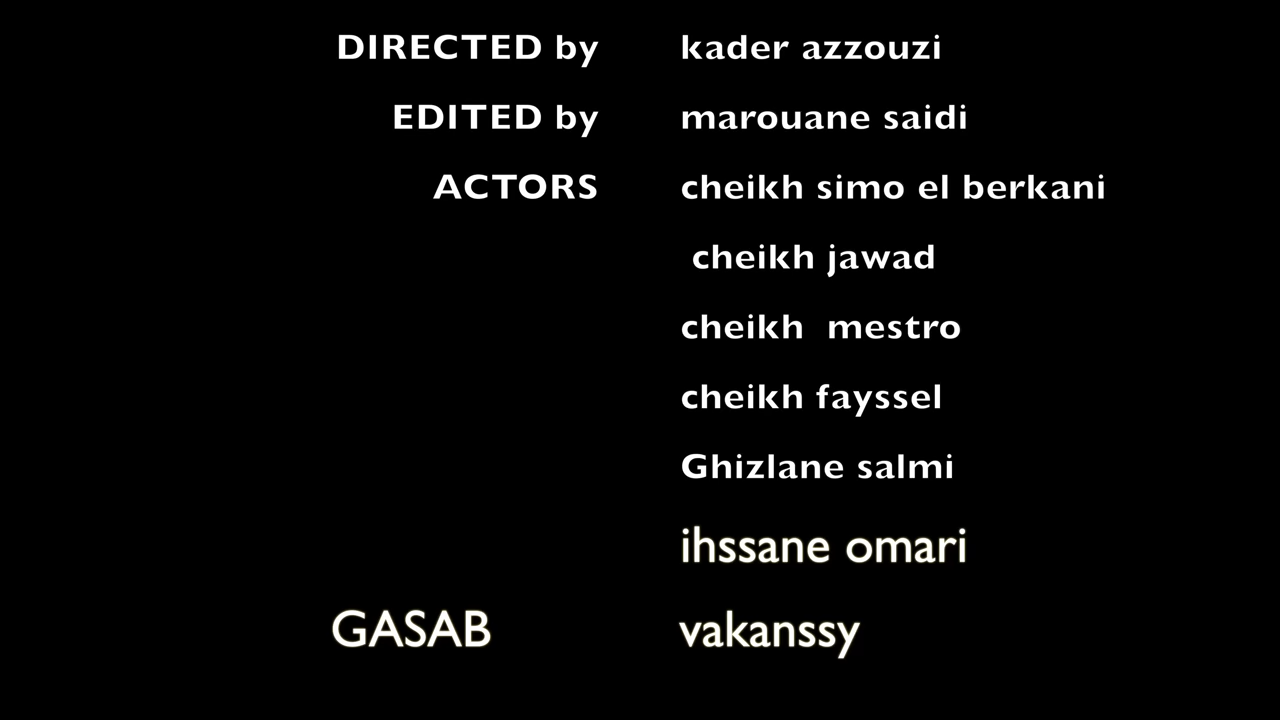 DIRECTED by kader azzouzi
EDITED by marouane saidi
ACTORS cheikh simo el berkani
cheikh jawad
cheikh mestro
cheikh fayssel
Ghizlane salmi
ihssane omari
GASAB vakanssy